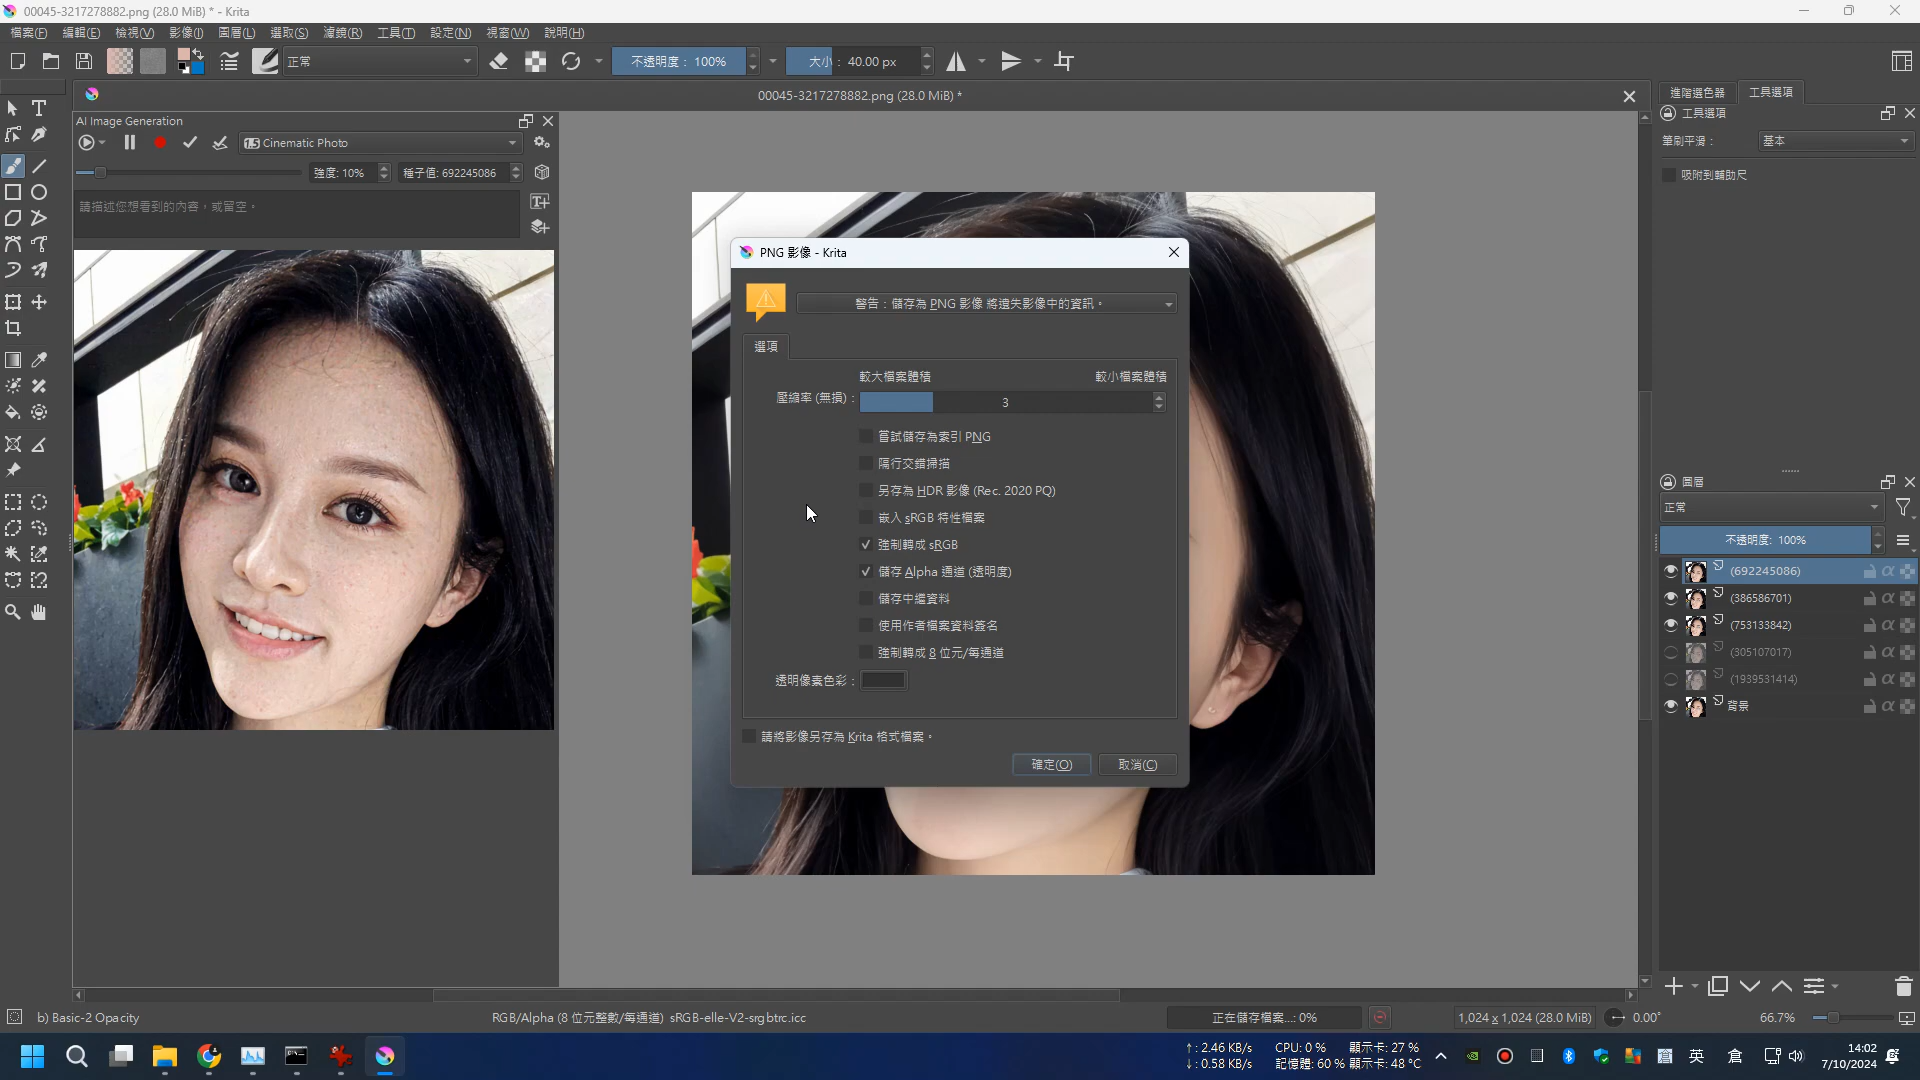 00045-3217278882.png (28.0 MiB) * - Krita
檔案(F) 編輯(E) 檢視(V) 影像(I) 圖層(L) 選取(S) 濾鏡(R) 工具(T) 設定(N) 視窗(W) 說明(H)
正常
不透明度： 100%
大小： 40.00 px
00045-3217278882.png (28.0 MiB) *
進階選色器 工具選項
工具選項
筆刷平滑： 基本
吸附到輔助尺
AI Image Generation
1.5 Cinematic Photo
強度: 10% 種子值: 692245086
請描述您想看到的內容，或留空。
PNG 影像 - Krita
警告：儲存為 PNG 影像 將遺失影像中的資訊。
選項
較大檔案體積 較小檔案體積
壓縮率 (無損)： 3
嘗試儲存為索引 PNG
隔行交錯掃描
另存為 HDR 影像 (Rec. 2020 PQ)
嵌入 sRGB 特性檔案
強制轉成 sRGB
儲存 Alpha 通道 (透明度)
儲存中繼資料
使用作者檔案資料簽名
強制轉成 8 位元/每通道
透明像素色彩：
請將影像另存為 Krita 格式檔案。
確定(O) 取消(C)
圖層
正常
不透明度: 100%
(692245086)
(386586701)
(753133842)
(305107017)
(1939531414)
背景
b) Basic-2 Opacity
RGB/Alpha (8 位元整數/每通道) sRGB-elle-V2-srgbtrc.icc
正在儲存檔案...: 0%
1,024 x 1,024 (28.0 MiB)
0.00°
66.7%
↑: 2.46 KB/s CPU: 0 % 顯示卡: 27 %
↓: 0.58 KB/s 記憶體: 60 % 顯示卡: 48 °C
英 倉
14:02
7/10/2024